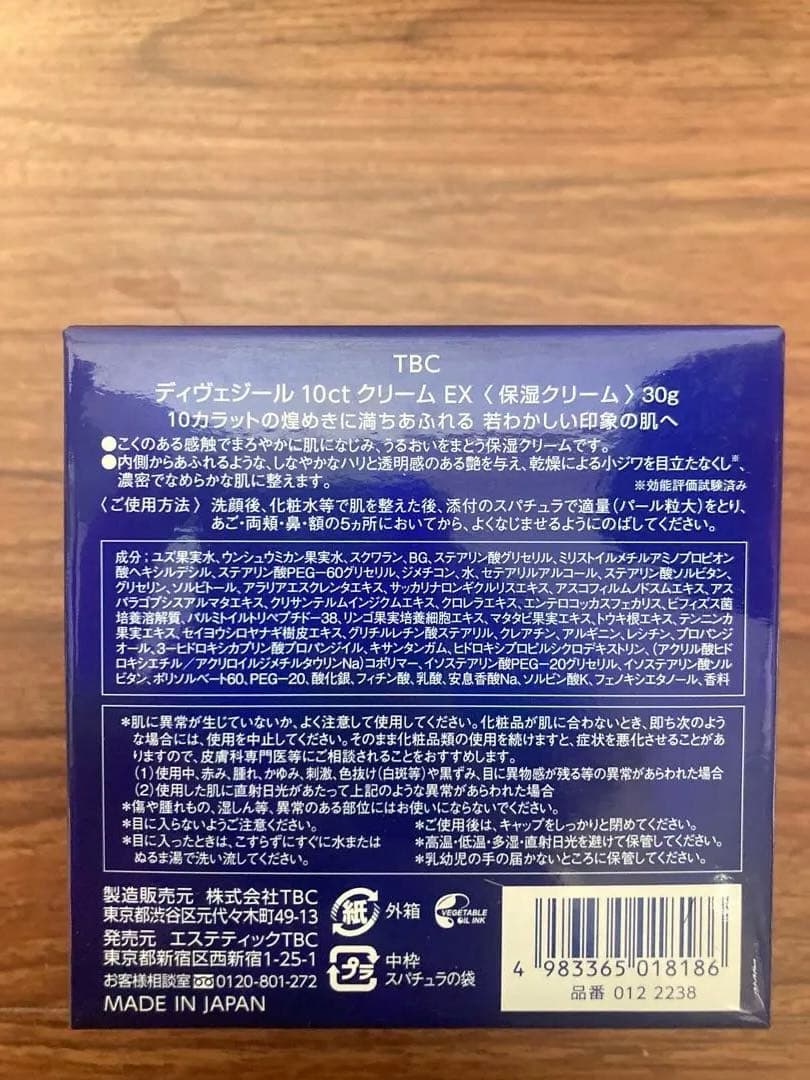 TBC
ディヴェジール 10ct クリーム EX 〈 保湿クリーム 〉 30g
10カラットの煌めきに満ちあふれる 若わかしい印象の肌へ
●こくのある感触でまろやかに肌になじみ、うるおいをまとう保湿クリームです。
●内側からあふれるような、しなやかなハリと透明感のある艶を与え、乾燥による小ジワを目立たなくし※、
濃密でなめらかな肌に整えます。 ※効能評価試験済み
〈ご使用方法〉 洗顔後、化粧水等で肌を整えた後、添付のスパチュラで適量(パール粒大)をとり、
あご・両頬・鼻・額の5ヵ所においてから、よくなじませるようにのばしてください。
成分:ユズ果実水、ウンシュウミカン果実水、スクワラン、BG、ステアリン酸グリセリル、ミリストイルメチルアミノプロピオン
酸ヘキシルデシル、ステアリン酸PEG-60グリセリル、ジメチコン、水、セテアリルアルコール、ステアリン酸ソルビタン、
グリセリン、ソルビトール、アラリアエスクレンタエキス、サッカリナロンギクルリスエキス、アスコフィルムノドスムエキス、アス
パラゴプシスアルマタエキス、クリサンテルムインジクムエキス、クロレラエキス、エンテロコッカスフェカリス、ビフィズス菌
培養溶解質、パルミトイルトリペプチド-38、リンゴ果実培養細胞エキス、マタタビ果実エキス、トウキ根エキス、テンニンカ
果実エキス、セイヨウシロヤナギ樹皮エキス、グリチルレチン酸ステアリル、クレアチン、アルギニン、レシチン、プロパンジ
オール、3-ヒドロキシカプリン酸プロパンジイル、キサンタンガム、ヒドロキシプロピルシクロデキストリン、(アクリル酸ヒド
ロキシエチル/アクリロイルジメチルタウリンNa)コポリマー、イソステアリン酸PEG-20グリセリル、イソステアリン酸ソル
ビタン、ポリソルベート60、PEG-20、酸化銀、フィチン酸、乳酸、安息香酸Na、ソルビン酸K、フェノキシエタノール、香料
*肌に異常が生じていないか、よく注意して使用してください。化粧品が肌に合わないとき、即ち次のよう
な場合には、使用を中止してください。そのまま化粧品類の使用を続けますと、症状を悪化させることがあ
りますので、皮膚科専門医等にご相談されることをおすすめします。
(1)使用中、赤み、腫れ、かゆみ、刺激、色抜け(白斑等)や黒ずみ、目に異物感が残る等の異常があらわれた場合
(2)使用した肌に直射日光があたって上記のような異常があらわれた場合
*傷や腫れもの、湿しん等、異常のある部位にはお使いにならないでください。
*目に入らないようご注意ください。 *ご使用後は、キャップをしっかりと閉めてください。
*目に入ったときは、こすらずにすぐに水または *高温・低温・多湿・直射日光を避けて保管してください。
ぬるま湯で洗い流してください。 *乳幼児の手の届かないところに保管してください。
製造販売元 株式会社TBC
東京都渋谷区元代々木町49-13
発売元 エステティックTBC
東京都新宿区西新宿1-25-1
お客様相談室 0120-801-272
MADE IN JAPAN
紙 外箱
VEGETABLE
OIL INK
プラ 中枠
スパチュラの袋
4 983365 018186
品番 012 2238